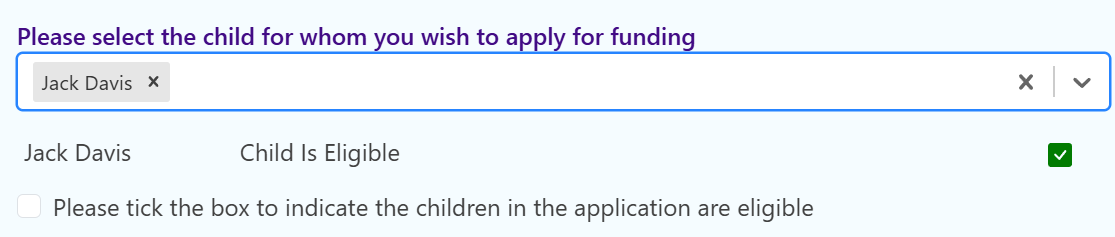 Please select the child for whom you wish to apply for funding
Jack Davis
Jack Davis Child Is Eligible
Please tick the box to indicate the children in the application are eligible